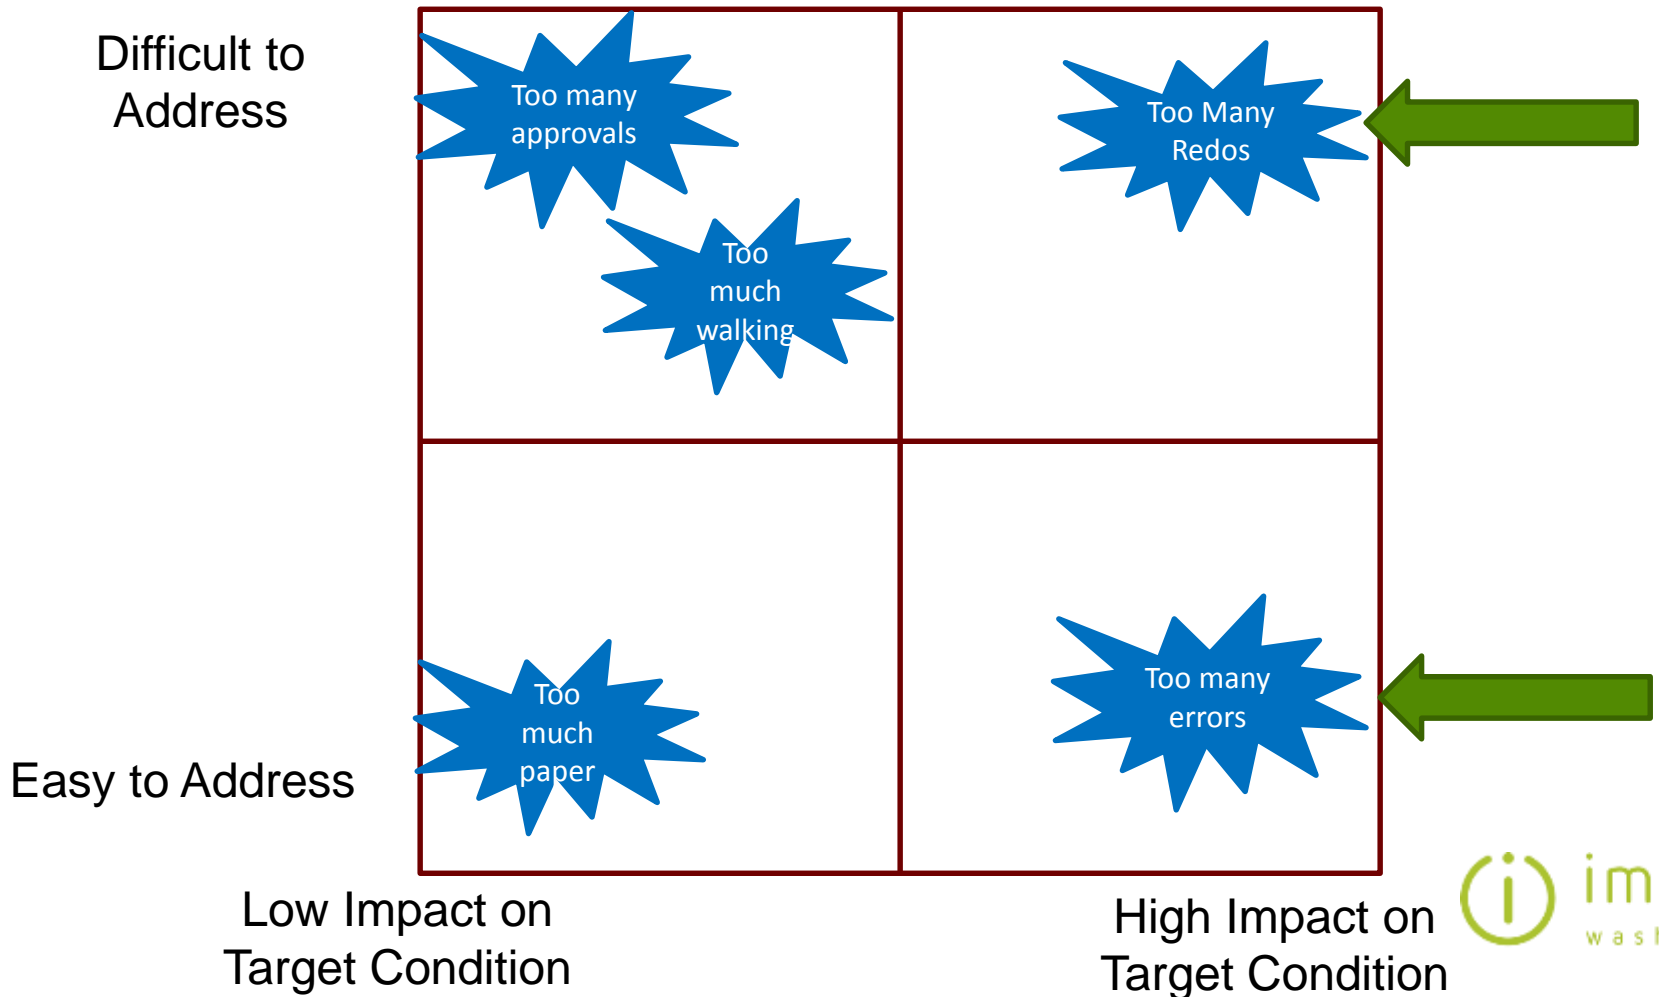 Difficult to
Address
Too many
approvals
Too Many
Redos
Too
much
walking
Too
much
paper
Too many
errors
Easy to Address
Low Impact on
Target Condition
High Impact on
Target Condition